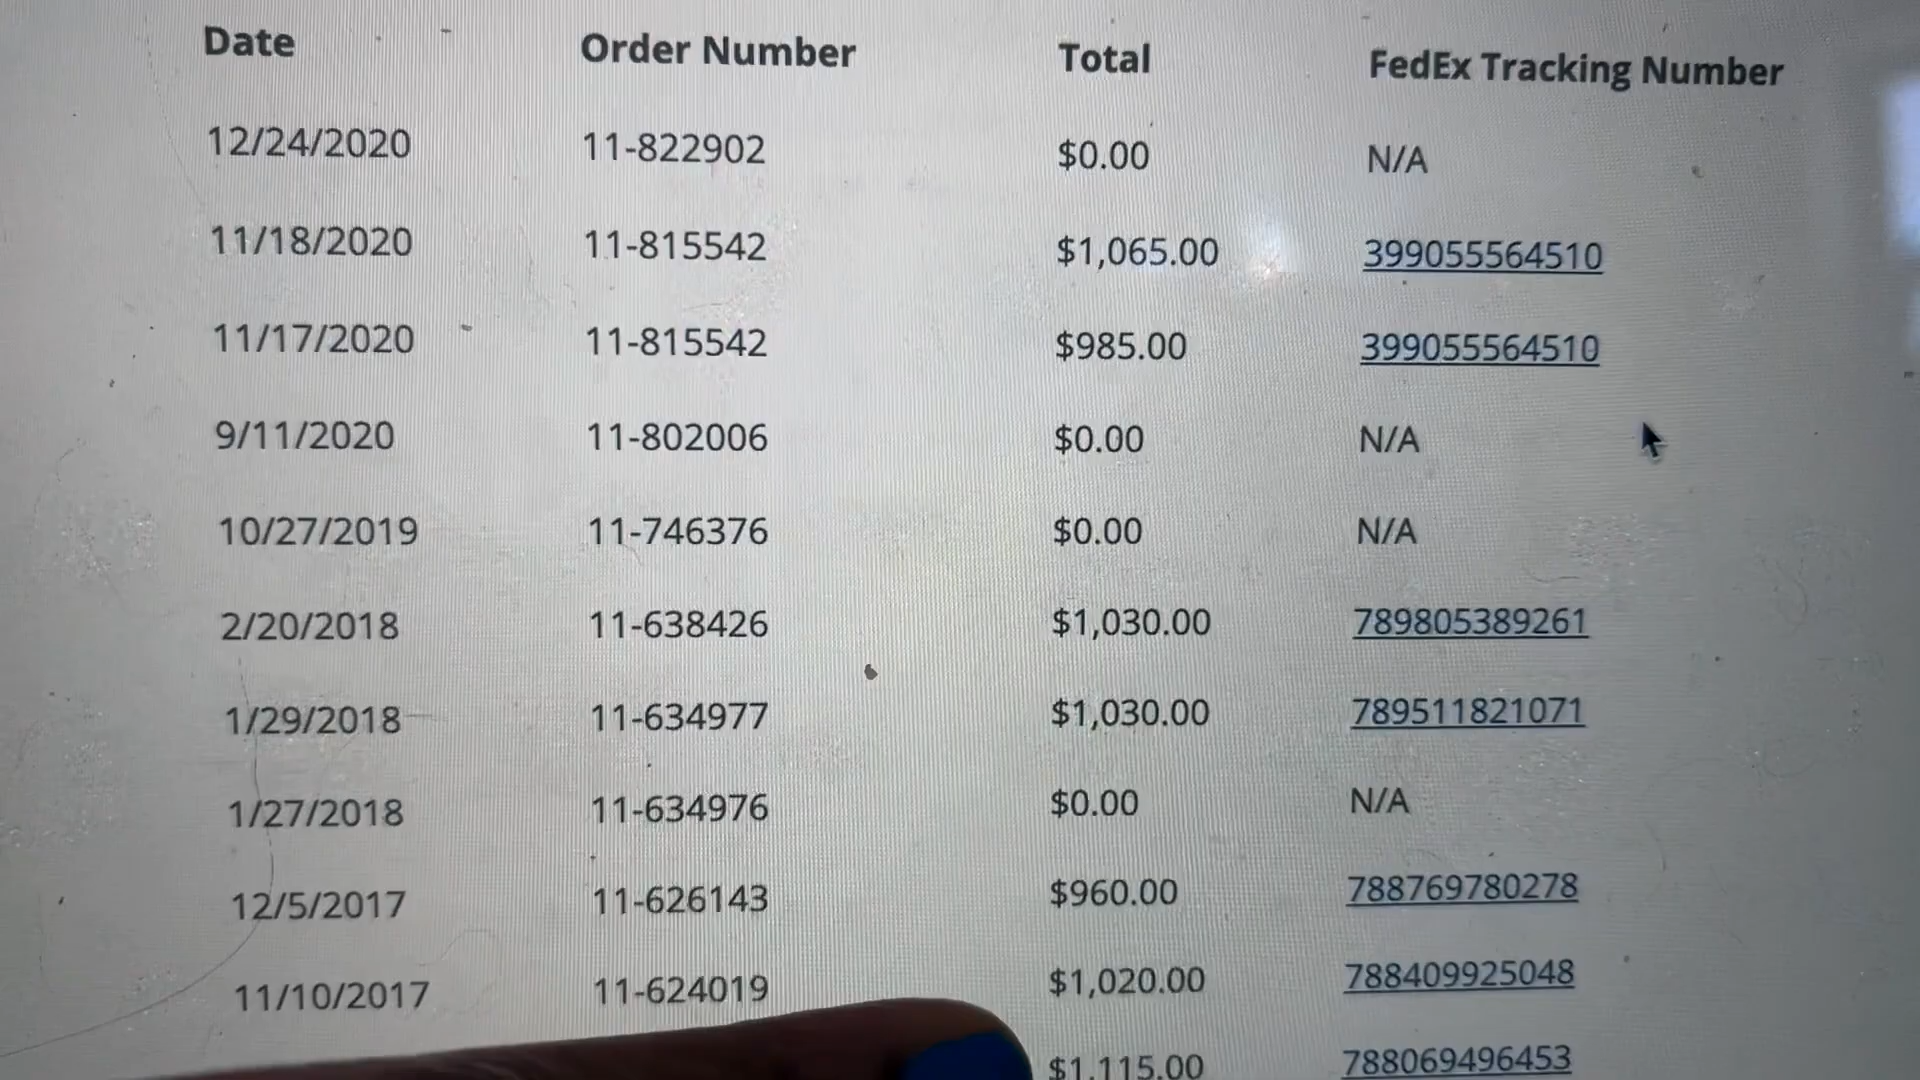 Date Order Number Total FedEx Tracking Number
12/24/2020 11-822902 $0.00 N/A
11/18/2020 11-815542 $1,065.00 399055564510
11/17/2020 11-815542 $985.00 399055564510
9/11/2020 11-802006 $0.00 N/A
10/27/2019 11-746376 $0.00 N/A
2/20/2018 11-638426 $1,030.00 789805389261
1/29/2018 11-634977 $1,030.00 789511821071
1/27/2018 11-634976 $0.00 N/A
12/5/2017 11-626143 $960.00 788769780278
11/10/2017 11-624019 $1,020.00 788409925048
$1,115.00 788069496453